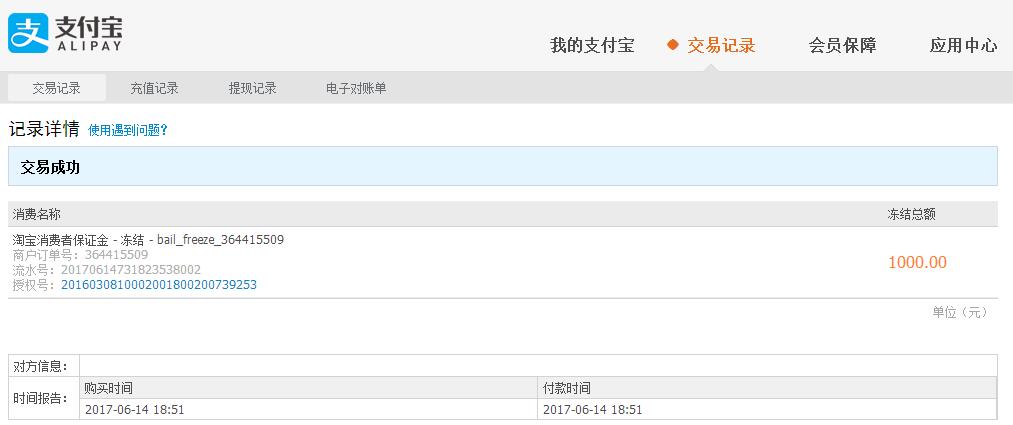 支付宝
ALIPAY
我的支付宝 交易记录 会员保障 应用中心
交易记录 充值记录 提现记录 电子对账单
记录详情 使用遇到问题?
交易成功
消费名称 冻结总额
淘宝消费者保证金 - 冻结 - bail_freeze_364415509
商户订单号: 364415509
流水号: 20170614731823538002
授权号: 2016030810002001800200739253
1000.00
单位（元）
对方信息:
时间报告: 购买时间 付款时间
2017-06-14 18:51 2017-06-14 18:51